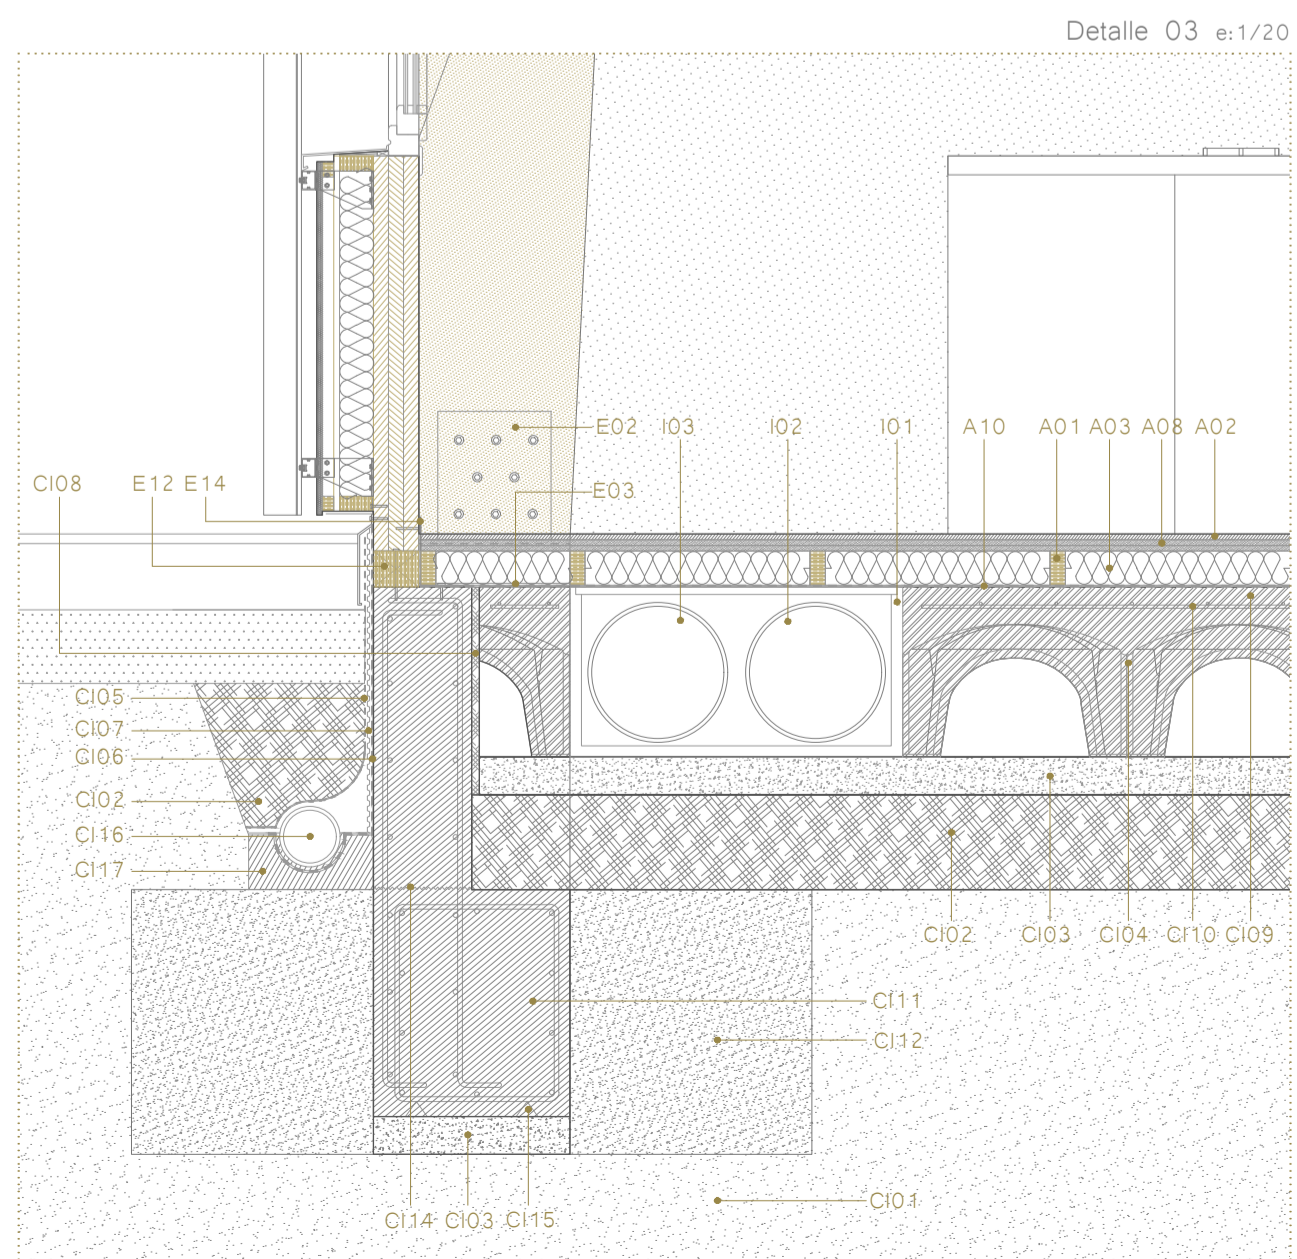 Detalle 03 e:1/20
E02 I03 I02 I01 A10 A01 A03 A08 A02
CI08 E12 E14 E03
CI05
CI07
CI06
CI02
CI16
CI17
CI02 CI03 CI04 CI10 CI09
CI11
CI12
CI01
CI14 CI03 CI15